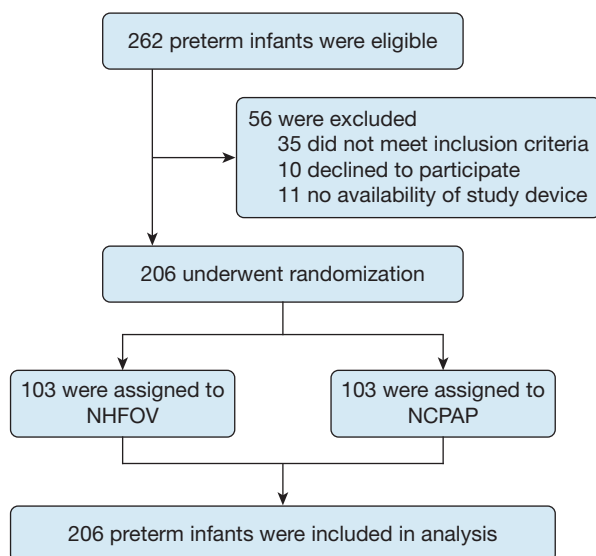 262 preterm infants were eligible
56 were excluded
35 did not meet inclusion criteria
10 declined to participate
11 no availability of study device
206 underwent randomization
103 were assigned to
NHFOV
103 were assigned to
NCPAP
206 preterm infants were included in analysis